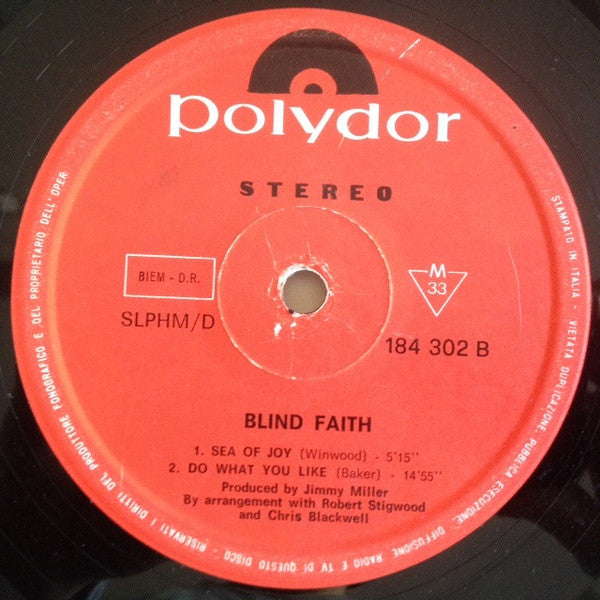 polydor
STEREO
BIEM - D.R.
M
33
SLPHM/D
184 302 B
BLIND FAITH
1. SEA OF JOY (Winwood) - 5'15"
2. DO WHAT YOU LIKE (Baker) - 14'55"
Produced by Jimmy Miller
By arrangement with Robert Stigwood
and Chris Blackwell
STAMPATO IN ITALIA - VIETATA DUPLICAZIONE, PUBBLICA ESECUZIONE, DIFFUSIONE RADIO E TV DI QUESTO DISCO - RISERVATI I DIRITTI DEL PRODUTTORE FONOGRAFICO E DEL PROPRIETARIO DELL'OPER.